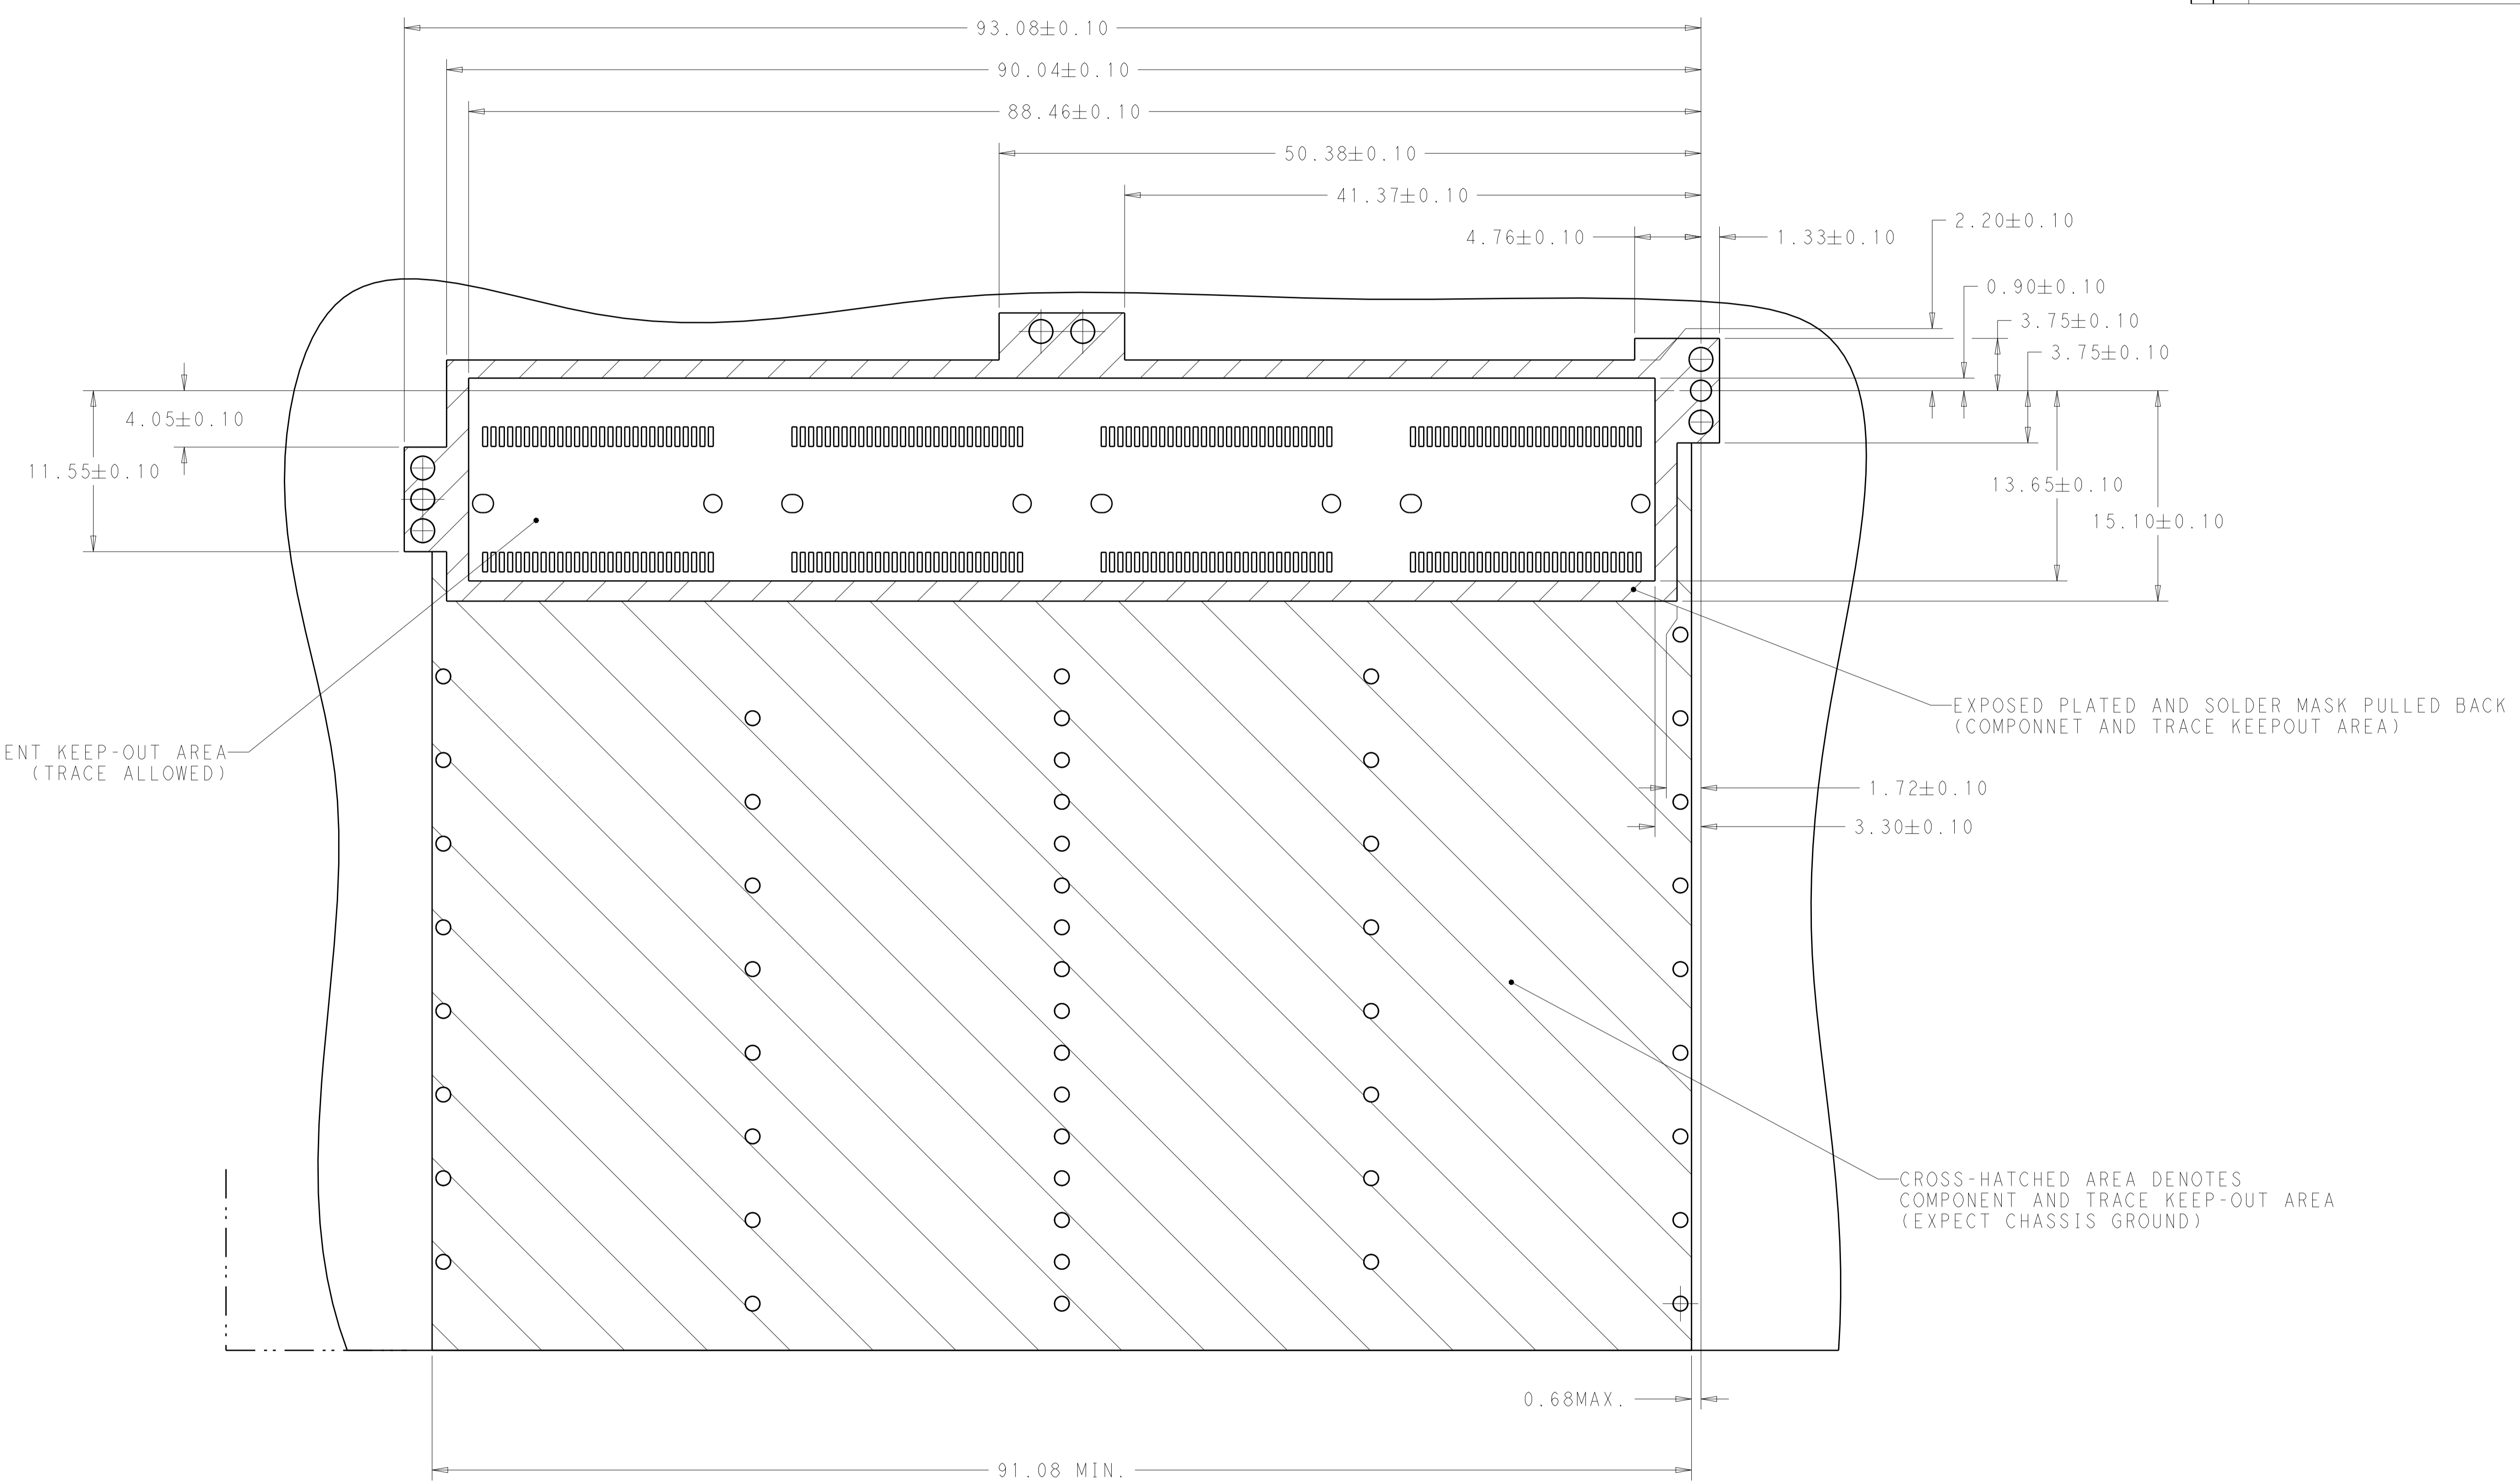 93.08±0.10
90.04±0.10
88.46±0.10
50.38±0.10
41.37±0.10
4.76±0.10
1.33±0.10
2.20±0.10
0.90±0.10
3.75±0.10
3.75±0.10
4.05±0.10
11.55±0.10
13.65±0.10
15.10±0.10
EXPOSED PLATED AND SOLDER MASK PULLED BACK
(COMPONNET AND TRACE KEEPOUT AREA)
ENT KEEP-OUT AREA
(TRACE ALLOWED)
1.72±0.10
3.30±0.10
CROSS-HATCHED AREA DENOTES
COMPONENT AND TRACE KEEP-OUT AREA
(EXPECT CHASSIS GROUND)
0.68MAX.
91.08 MIN.